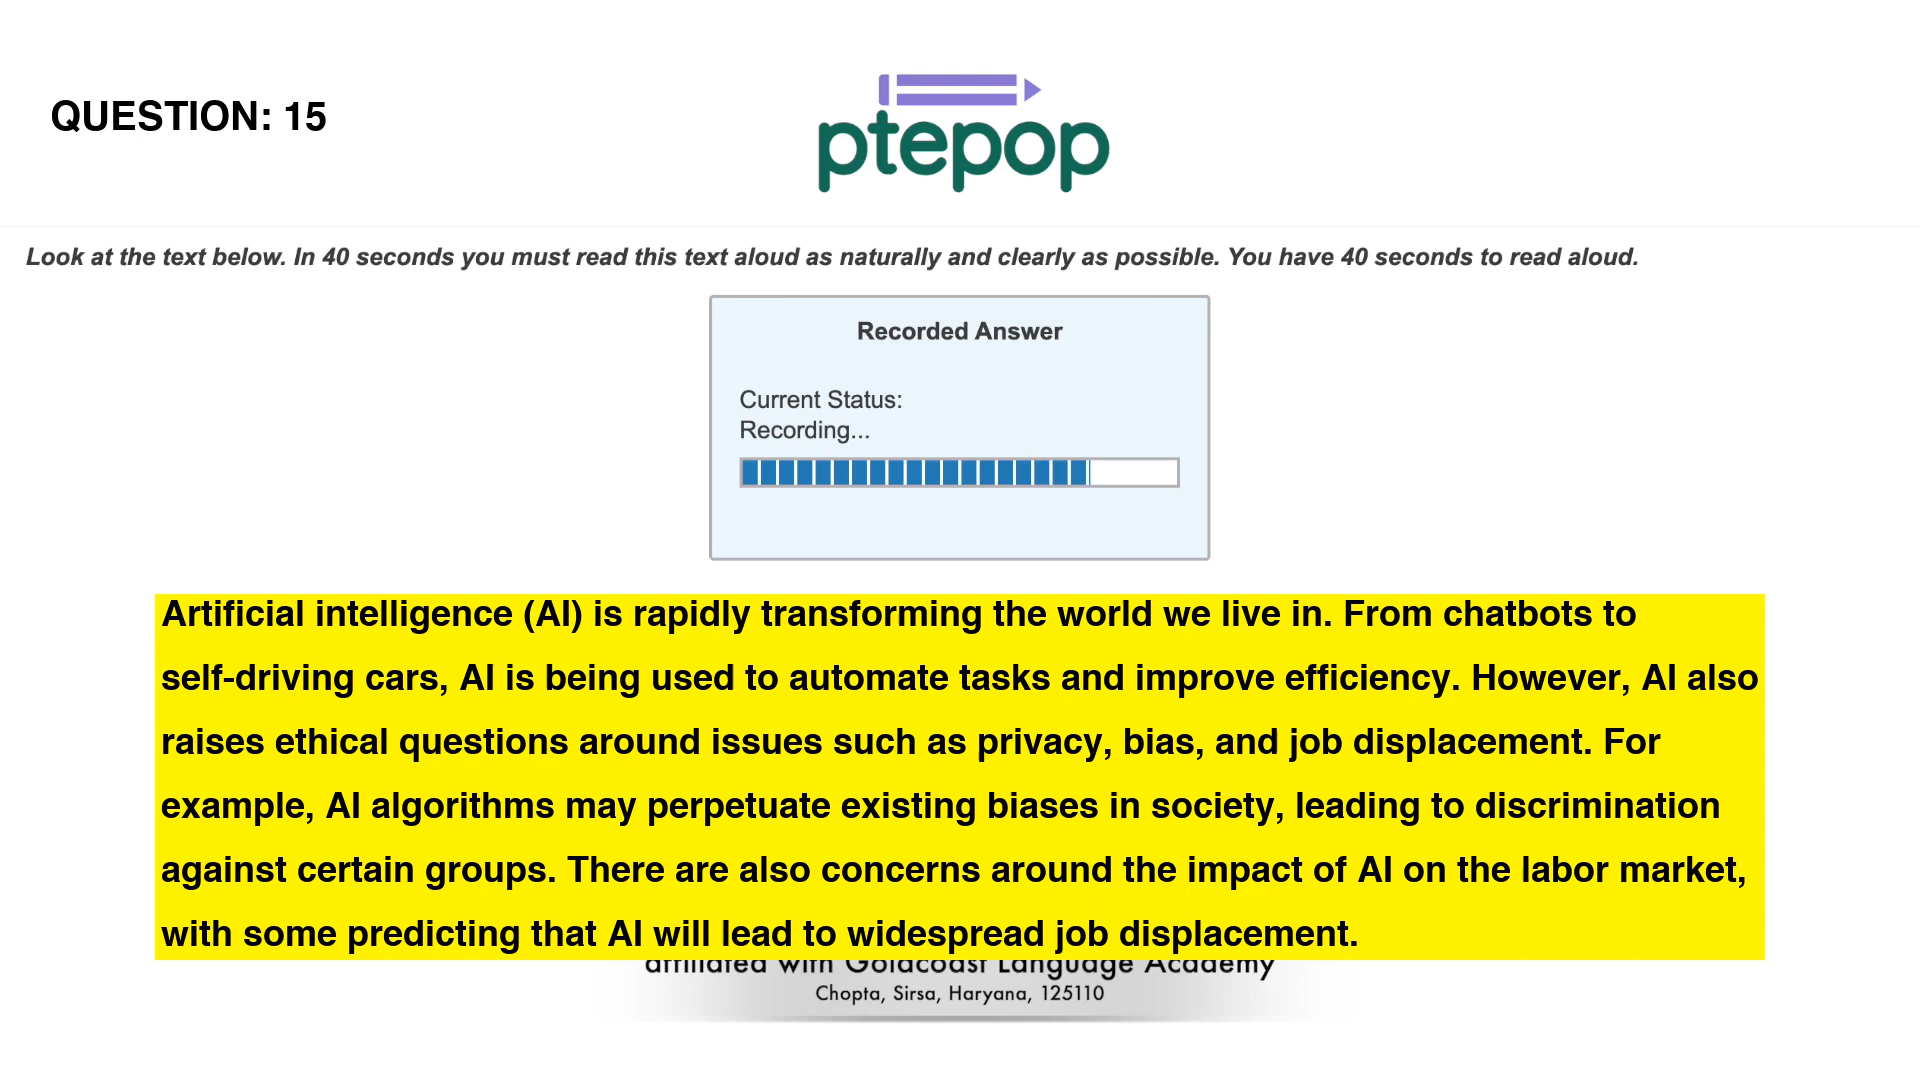 QUESTION: 15
ptepop
Look at the text below. In 40 seconds you must read this text aloud as naturally and clearly as possible. You have 40 seconds to read aloud.
Recorded Answer
Current Status:
Recording...
Artificial intelligence (AI) is rapidly transforming the world we live in. From chatbots to
self-driving cars, AI is being used to automate tasks and improve efficiency. However, AI also
raises ethical questions around issues such as privacy, bias, and job displacement. For
example, AI algorithms may perpetuate existing biases in society, leading to discrimination
against certain groups. There are also concerns around the impact of AI on the labor market,
with some predicting that AI will lead to widespread job displacement.
affiliated with Goldcoast Language Academy
Chopta, Sirsa, Haryana, 125110